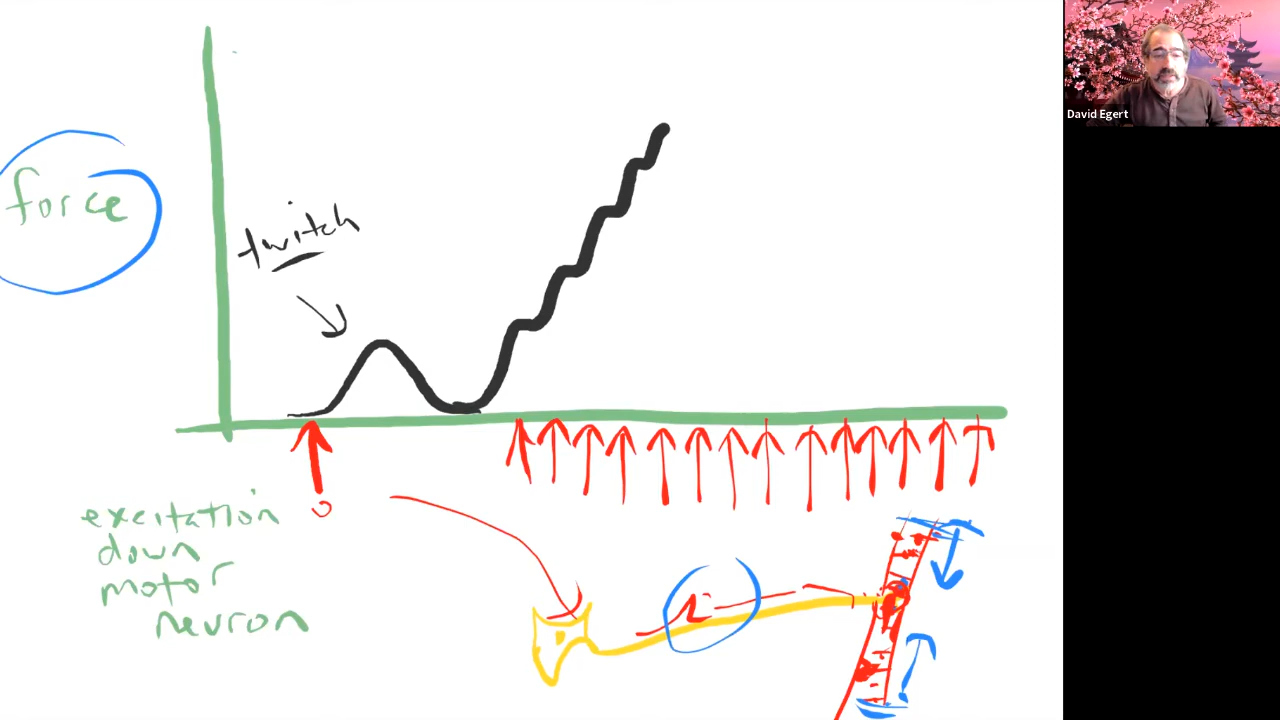 David Egert
force
twitch
excitation
down
motor
neuron